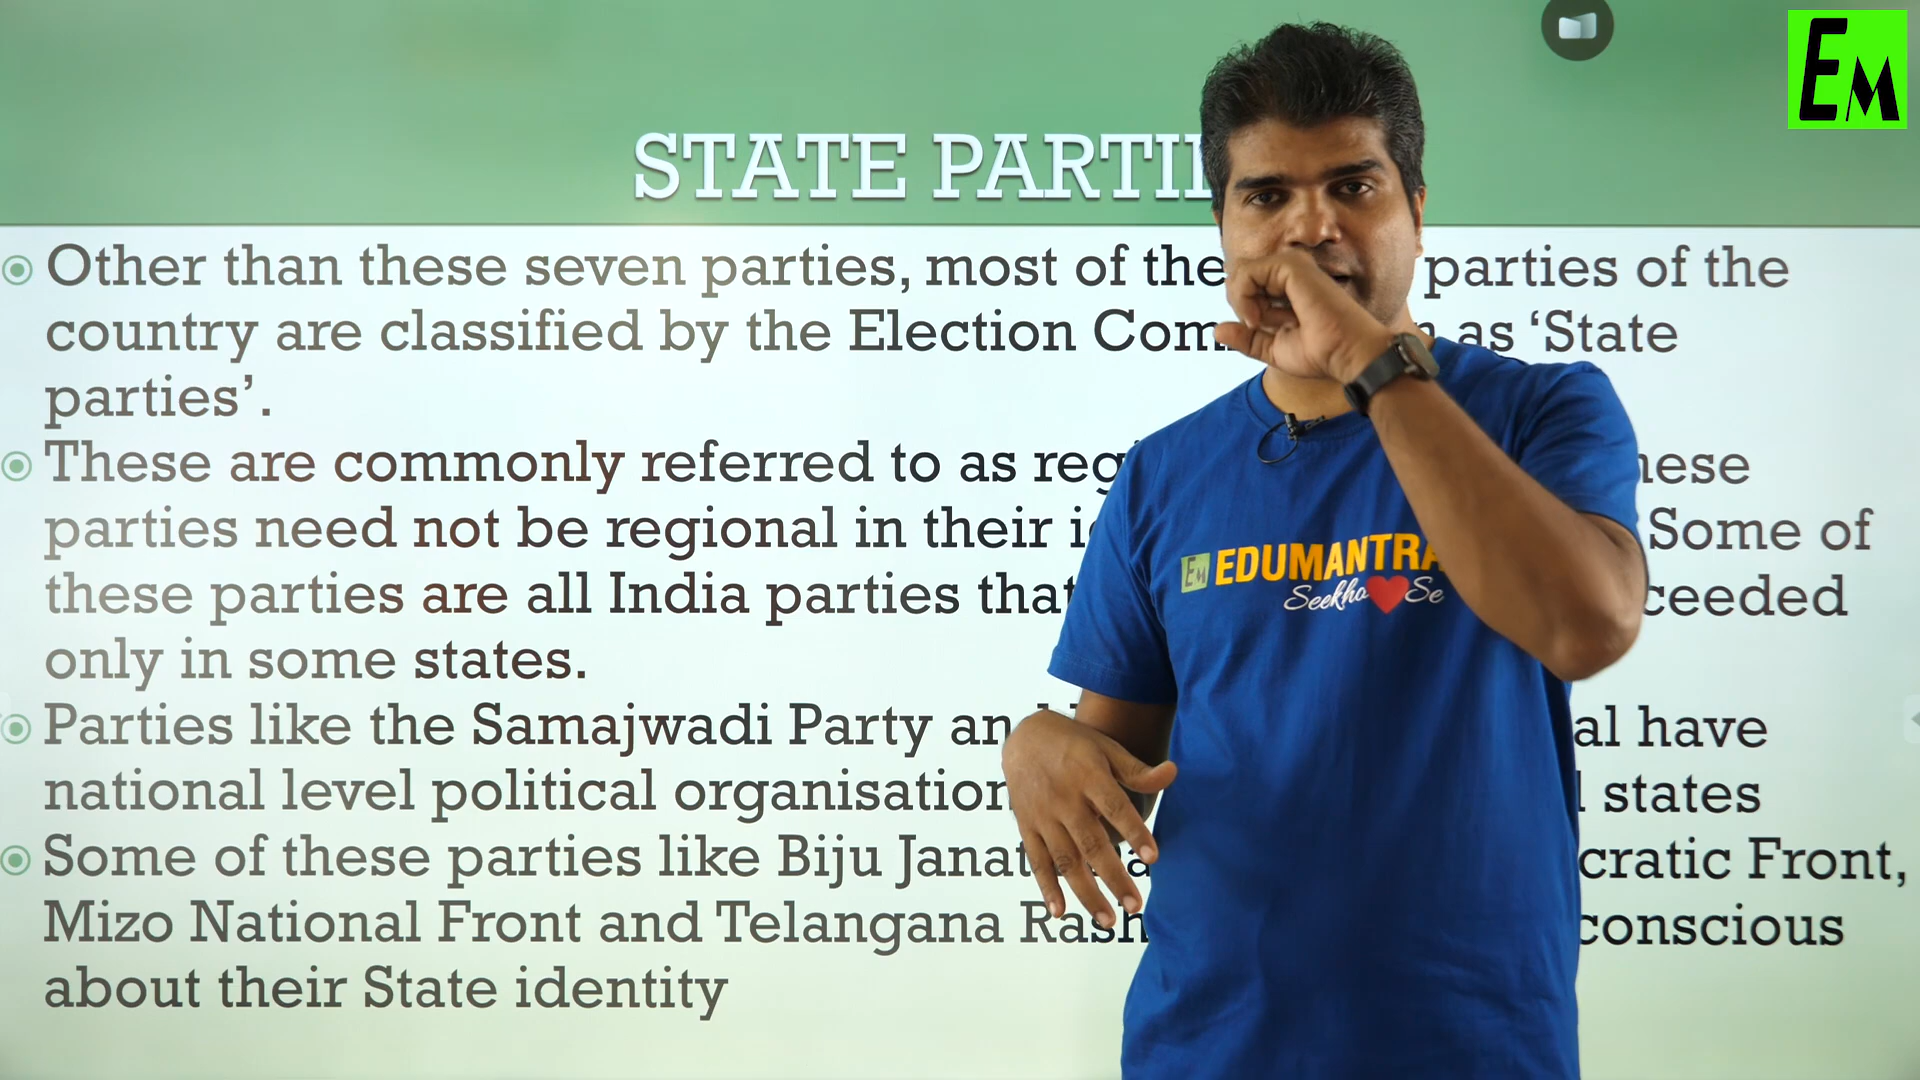 EM
STATE PARTI
Other than these seven parties, most of the parties of the
country are classified by the Election Com as ‘State
parties’.
These are commonly referred to as reg hese
parties need not be regional in their i Some of
these parties are all India parties that ceeded
only in some states.
Parties like the Samajwadi Party an al have
national level political organisation states
Some of these parties like Biju Janat cratic Front,
Mizo National Front and Telangana Rash conscious
about their State identity
EM EDUMANTRA
Seekho Se